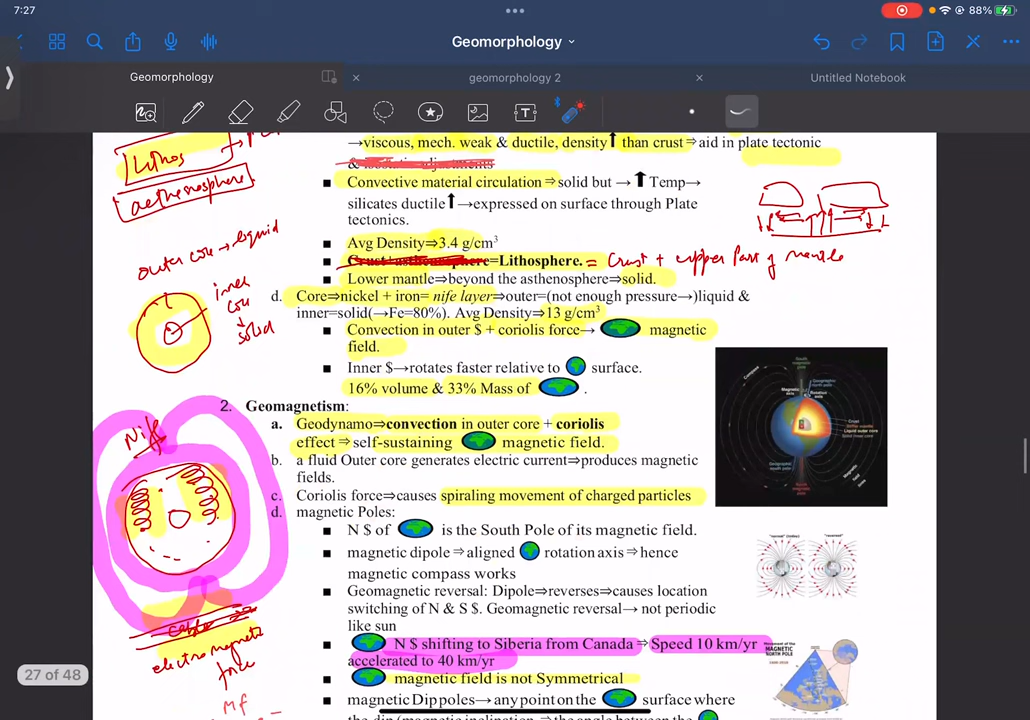 7:27
88%
Geomorphology
Geomorphology
geomorphology 2
Untitled Notebook
→viscous, mech. weak & ductile, density⬆ than crust⇒aid in plate tectonic
&
Lithos
aethenosphere
■ Convective material circulation ⇒ solid but →⬆Temp→
silicates ductile⬆→expressed on surface through Plate
tectonics.
■ Avg Density⇒3.4 g/cm³
■ =Lithosphere. = Crust + upper part of mantle
■ Lower mantle⇒beyond the asthenosphere⇒solid.
outer core → liquid
inner
core
↓
solid
d. Core⇒nickel + iron= nife layer⇒outer=(not enough pressure→)liquid &
inner=solid(→Fe=80%). Avg Density⇒13 g/cm³
■ Convection in outer $ + coriolis force→ 🌍 magnetic
field.
■ Inner $→rotates faster relative to 🌍 surface.
■ 16% volume & 33% Mass of 🌍 .
2. Geomagnetism:
Nife
a. Geodynamo⇒convection in outer core + coriolis
effect ⇒self-sustaining 🌍 magnetic field.
b. a fluid Outer core generates electric current⇒produces magnetic
fields.
c. Coriolis force⇒causes spiraling movement of charged particles
d. magnetic Poles:
■ N $ of 🌍 is the South Pole of its magnetic field.
■ magnetic dipole ⇒aligned 🌍 rotation axis ⇒ hence
magnetic compass works
■ Geomagnetic reversal: Dipole⇒reverses⇒causes location
switching of N & S $. Geomagnetic reversal→ not periodic
like sun
■ 🌍 N $ shifting to Siberia from Canada ⇒ Speed 10 km/yr
accelerated to 40 km/yr
■ 🌍 magnetic field is not Symmetrical
■ magnetic Dip poles→ any point on the 🌍 surface where
electromagnetic
force
Mf
27 of 48
MAGNETIC
NORTH POLE